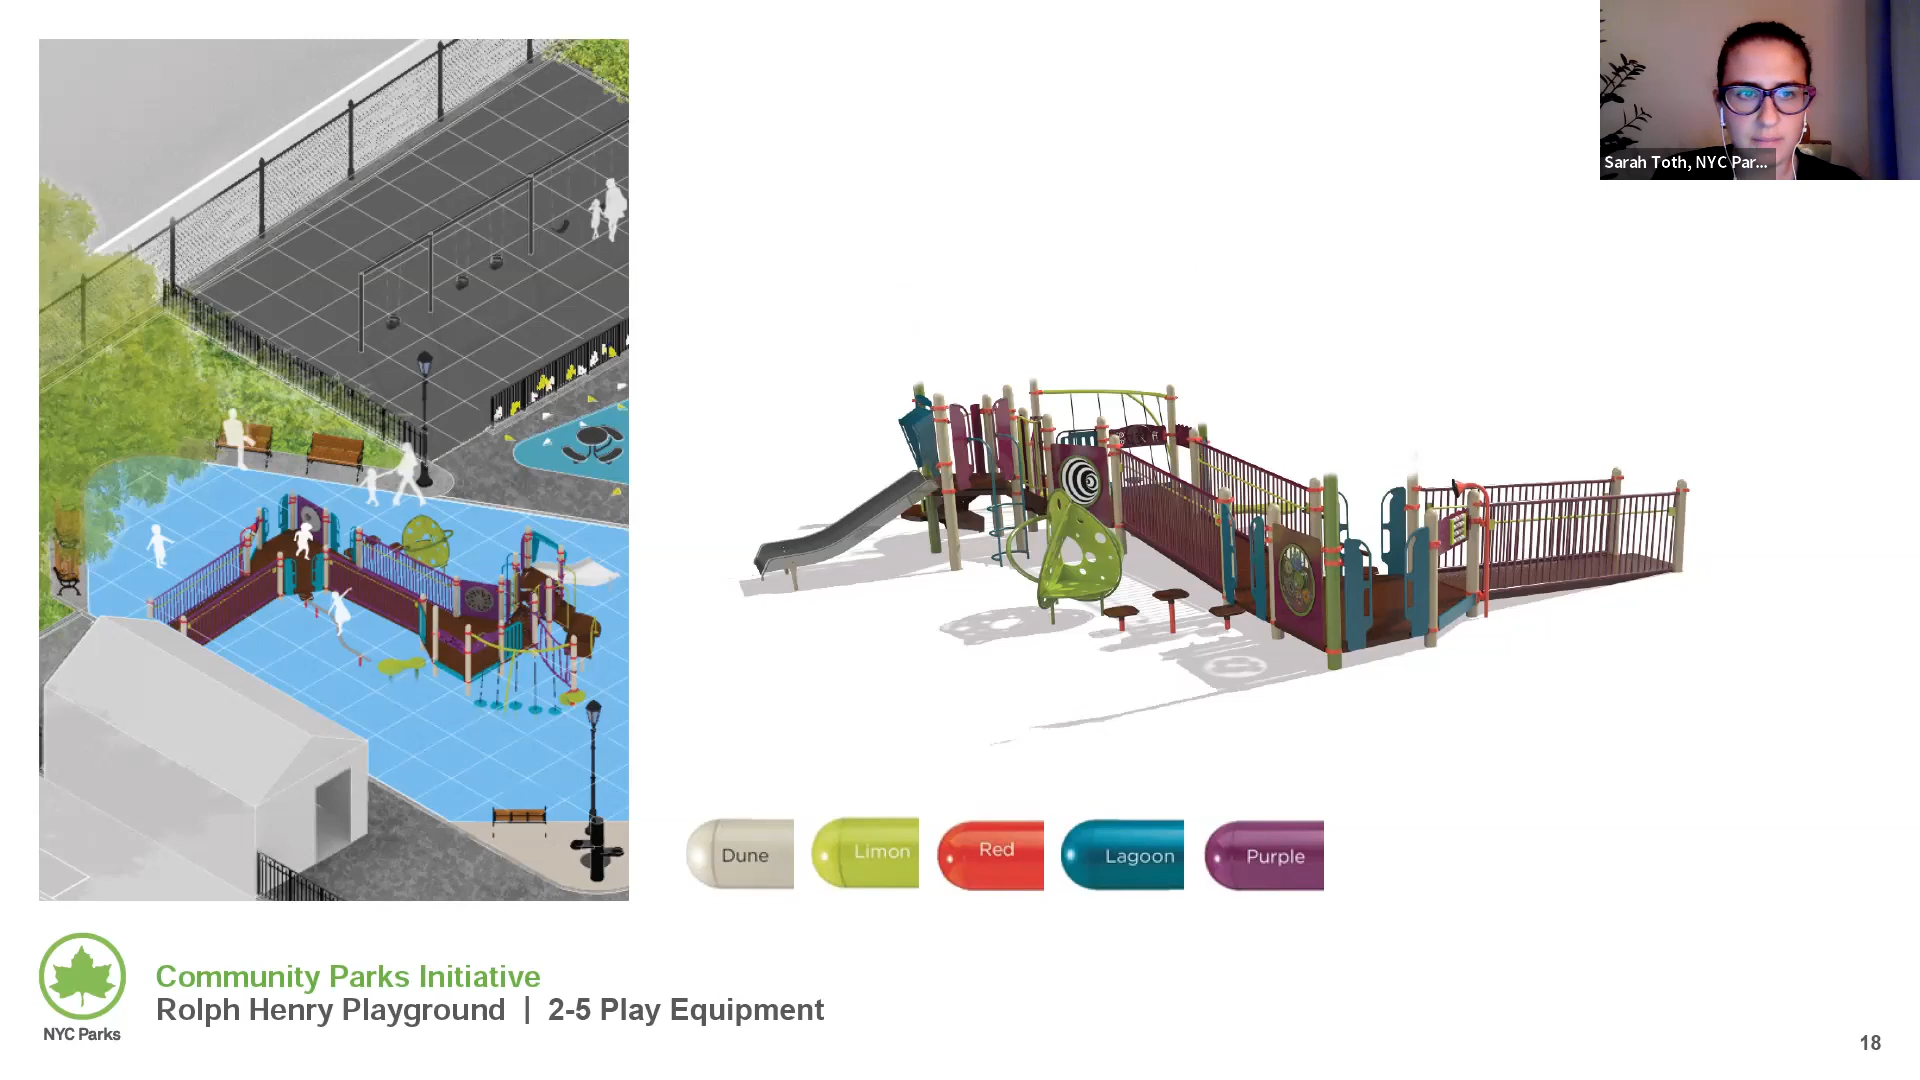 Sarah Toth, NYC Par...
Dune
Limon
Red
Lagoon
Purple
NYC Parks
Community Parks Initiative
Rolph Henry Playground | 2-5 Play Equipment
18